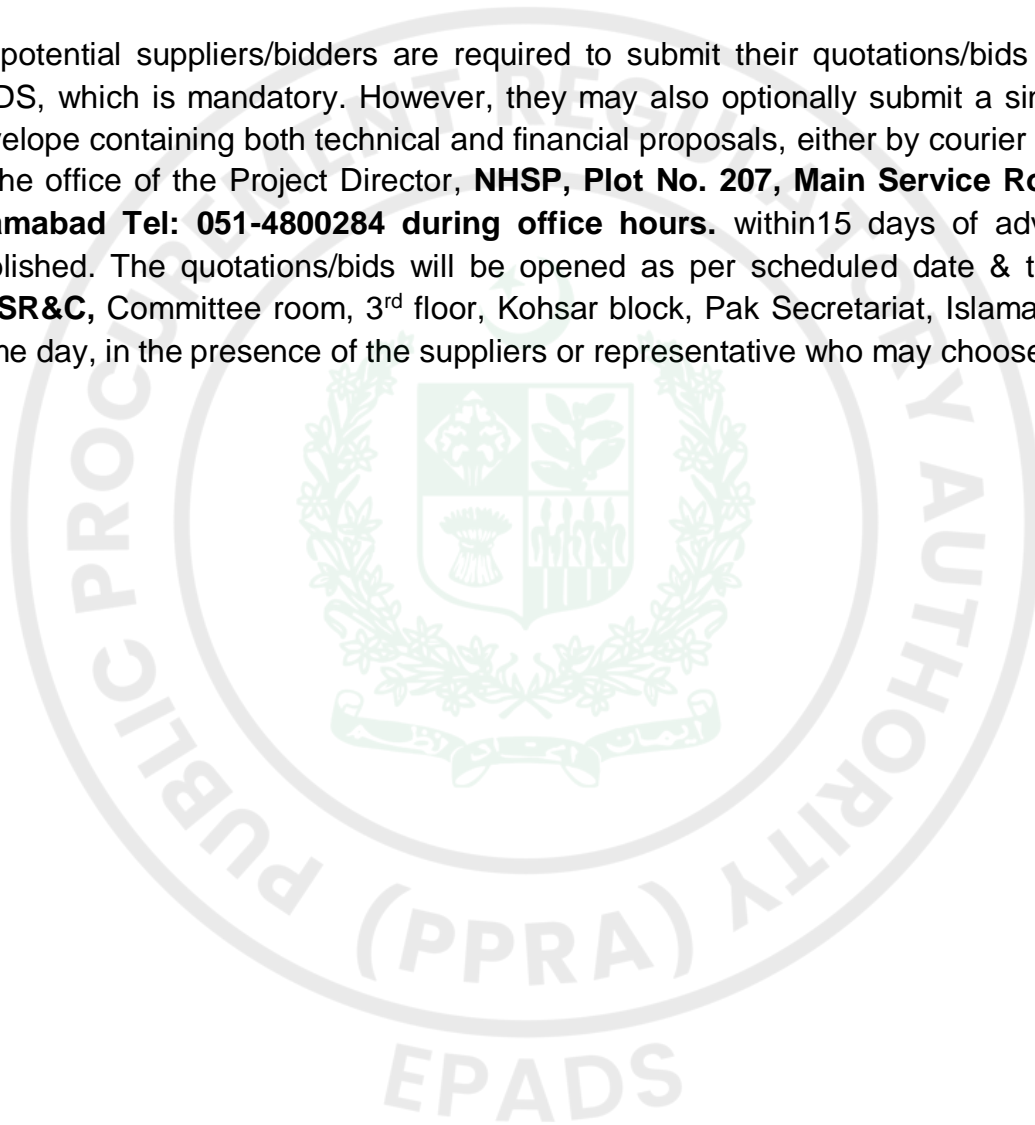 potential suppliers/bidders are required to submit their quotations/bids
DS, which is mandatory. However, they may also optionally submit a sin
velope containing both technical and financial proposals, either by courier
he office of the Project Director, NHSP, Plot No. 207, Main Service Ro
amabad Tel: 051-4800284 during office hours. within15 days of adv
lished. The quotations/bids will be opened as per scheduled date & t
SR&C, Committee room, 3rd floor, Kohsar block, Pak Secretariat, Islama
me day, in the presence of the suppliers or representative who may choose
PUBLIC PROCUREMENT REGULATORY AUTHORITY
(PPRA)
EPADS